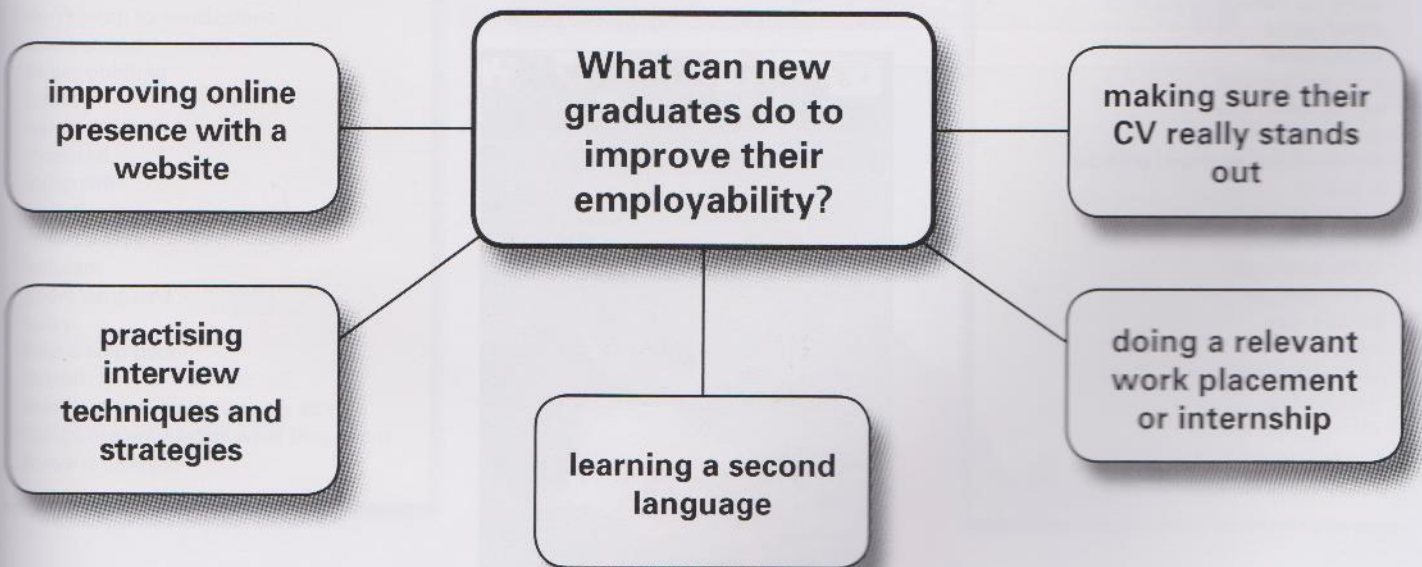 What can new
graduates do to
improve their
employability?
improving online
presence with a
website
making sure their
CV really stands
out
practising
interview
techniques and
strategies
learning a second
language
doing a relevant
work placement
or internship